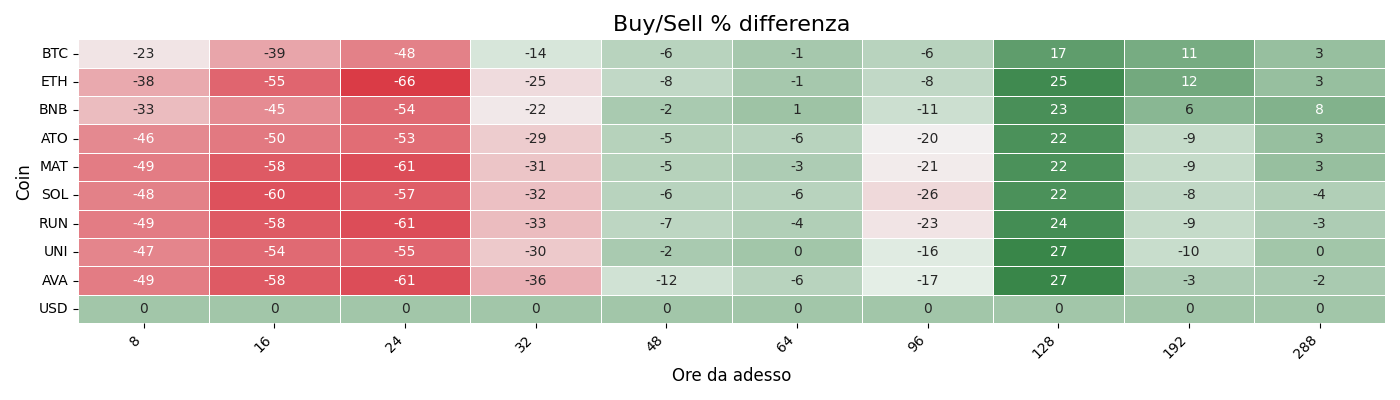 Buy/Sell % differenza
BTC -23 -39 -48 -14 -6 -1 -6 17 11 3
ETH -38 -55 -66 -25 -8 -1 -8 25 12 3
BNB -33 -45 -54 -22 -2 1 -11 23 6 8
ATO -46 -50 -53 -29 -5 -6 -20 22 -9 3
MAT -49 -58 -61 -31 -5 -3 -21 22 -9 3
SOL -48 -60 -57 -32 -6 -6 -26 22 -8 -4
RUN -49 -58 -61 -33 -7 -4 -23 24 -9 -3
UNI -47 -54 -55 -30 -2 0 -16 27 -10 0
AVA -49 -58 -61 -36 -12 -6 -17 27 -3 -2
USD 0 0 0 0 0 0 0 0 0 0
Coin
8 16 24 32 48 64 96 128 192 288
Ore da adesso